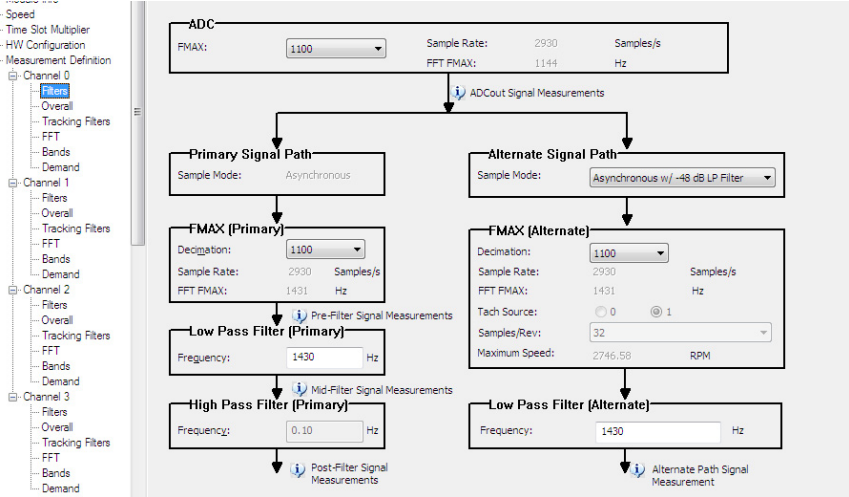 Speed
Time Slot Multiplier
HW Configuration
Measurement Definition
Channel 0
Filters
Overall
Tracking Filters
FFT
Bands
Demand
Channel 1
Filters
Overall
Tracking Filters
FFT
Bands
Demand
Channel 2
Filters
Overall
Tracking Filters
FFT
Bands
Demand
Channel 3
Filters
Overall
Tracking Filters
FFT
Bands
Demand
ADC
FMAX: 1100 Sample Rate: 2930 Samples/s
FFT FMAX: 1144 Hz
ADCout Signal Measurements
Primary Signal Path
Sample Mode: Asynchronous
FMAX (Primary)
Decimation: 1100
Sample Rate: 2930 Samples/s
FFT FMAX: 1431 Hz
Pre-Filter Signal Measurements
Low Pass Filter (Primary)
Frequency: 1430 Hz
Mid-Filter Signal Measurements
High Pass Filter (Primary)
Frequency: 0.10 Hz
Post-Filter Signal
Measurements
Alternate Signal Path
Sample Mode: Asynchronous w/ -48 dB LP Filter
FMAX (Alternate)
Decimation: 1100
Sample Rate: 2930 Samples/s
FFT FMAX: 1431 Hz
Tach Source: 0 1
Samples/Rev: 32
Maximum Speed: 2746.58 RPM
Low Pass Filter (Alternate)
Frequency: 1430 Hz
Alternate Path Signal
Measurement